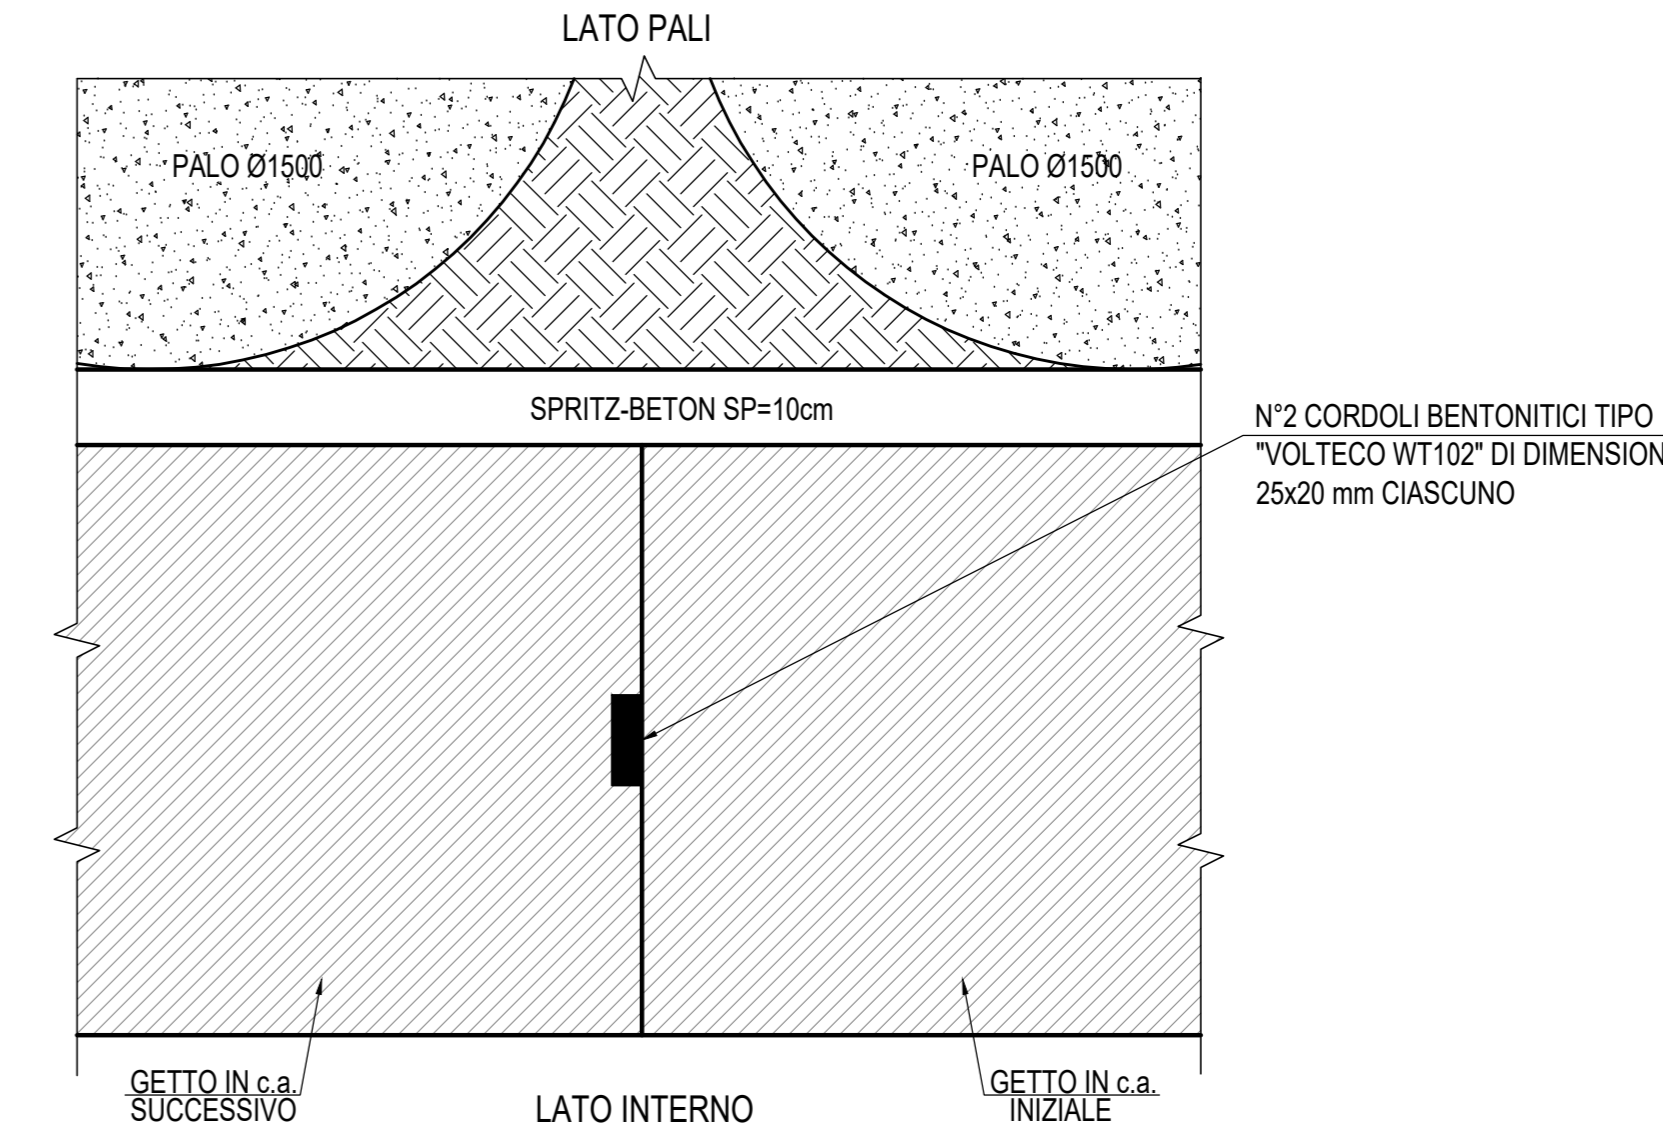 LATO PALI
PALO Ø1500
PALO Ø1500
SPRITZ-BETON SP=10cm
N°2 CORDOLI BENTONITICI TIPO
"VOLTECO WT102" DI DIMENSION
25x20 mm CIASCUNO
GETTO IN c.a.
SUCCESSIVO
LATO INTERNO
GETTO IN c.a.
INIZIALE